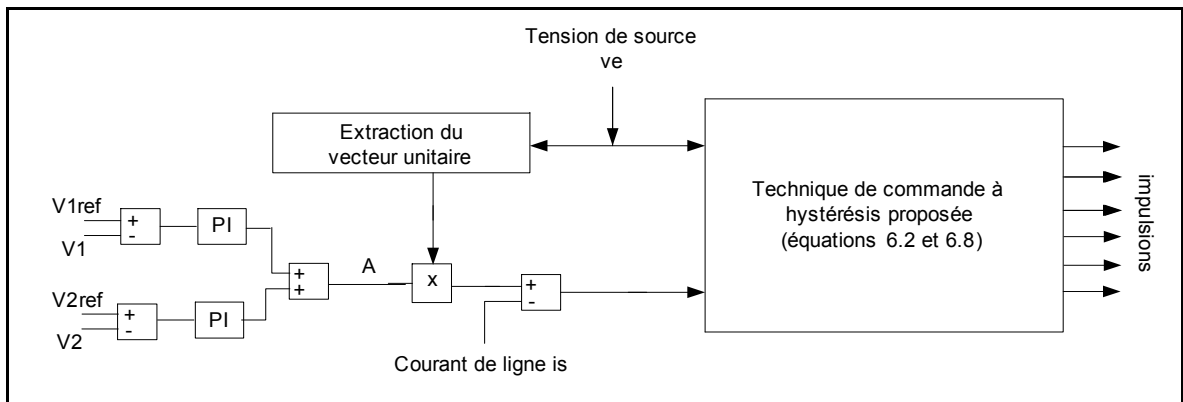 Tension de source
ve
Extraction du
vecteur unitaire
Technique de commande à
hystérésis proposée
(équations 6.2 et 6.8)
impulsions
V1ref
+
-
V1
PI
+
+
A
x
+
-
V2ref
+
-
V2
PI
Courant de ligne is